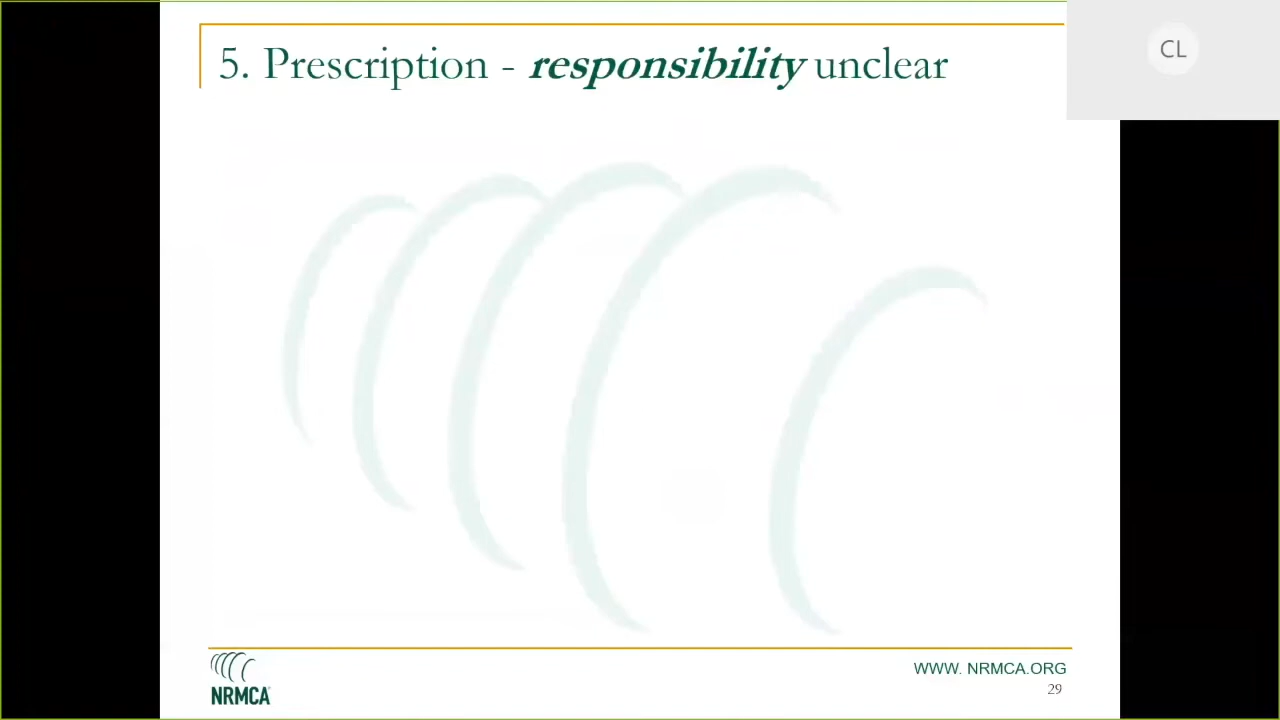 5. Prescription - responsibility unclear
CL
NRMCA
WWW. NRMCA.ORG
29